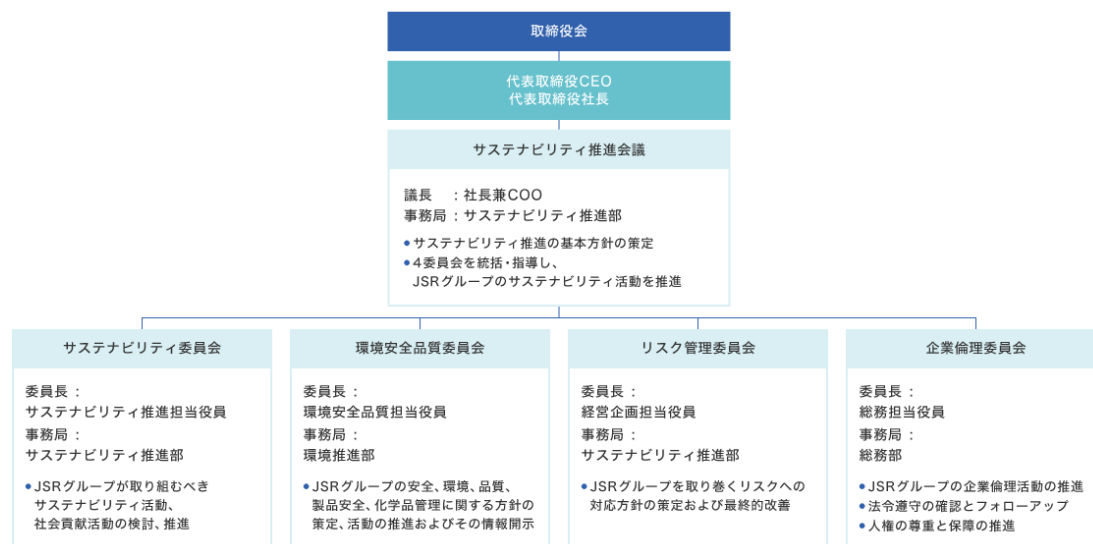 取締役会
代表取締役CEO
代表取締役社長
サステナビリティ推進会議
議長　：社長兼COO
事務局：サステナビリティ推進部
●サステナビリティ推進の基本方針の策定
●4委員会を統括・指導し、
JSRグループのサステナビリティ活動を推進
サステナビリティ委員会
委員長：
サステナビリティ推進担当役員
事務局：
サステナビリティ推進部
●JSRグループが取り組むべき
サステナビリティ活動、
社会貢献活動の検討、推進
環境安全品質委員会
委員長：
環境安全品質担当役員
事務局：
環境推進部
●JSRグループの安全、環境、品質、
製品安全、化学品管理に関する方針の
策定、活動の推進およびその情報開示
リスク管理委員会
委員長：
経営企画担当役員
事務局：
サステナビリティ推進部
●JSRグループを取り巻くリスクへの
対応方針の策定および最終的改善
企業倫理委員会
委員長：
総務担当役員
事務局：
総務部
●JSRグループの企業倫理活動の推進
●法令遵守の確認とフォローアップ
●人権の尊重と保障の推進